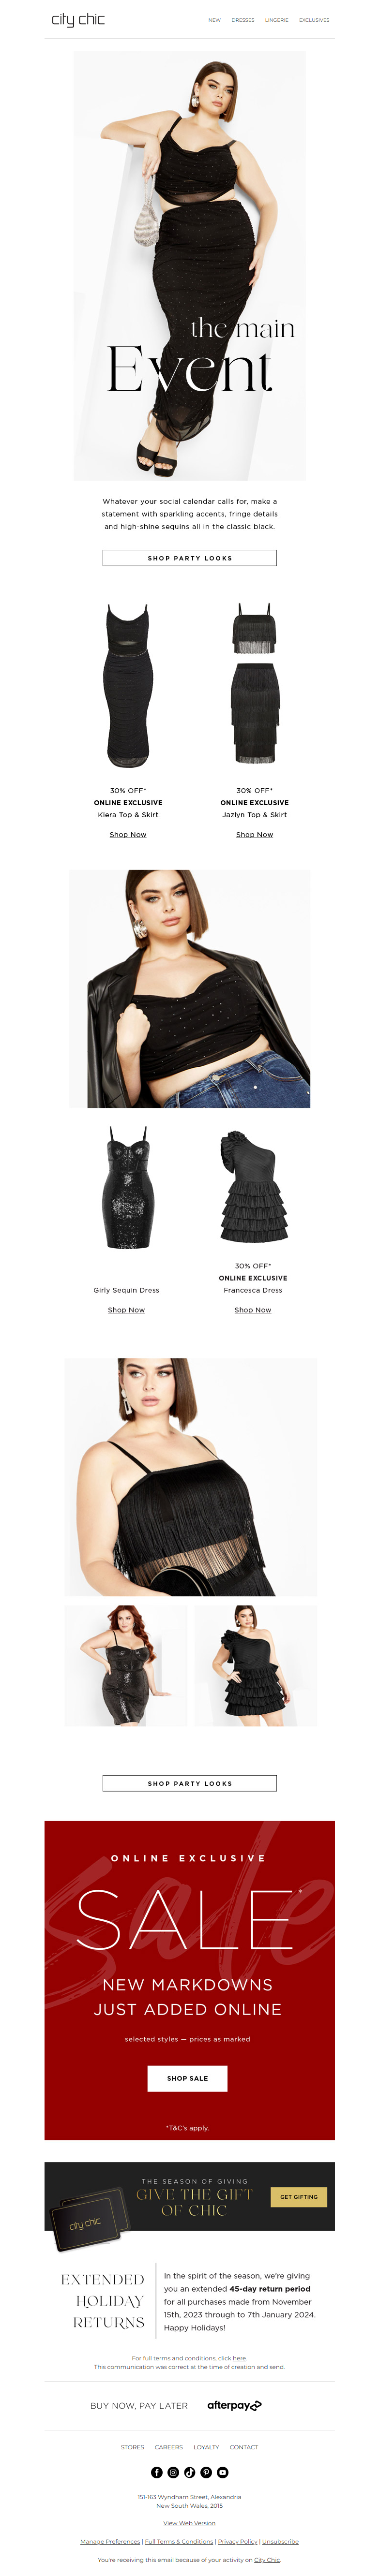 city chic
NEW DRESSES LINGERIE EXCLUSIVES
the main
Event
Whatever your social calendar calls for, make a
statement with sparkling accents, fringe details
and high-shine sequins all in the classic black.
SHOP PARTY LOOKS
30% OFF*
ONLINE EXCLUSIVE
Kiera Top & Skirt
Shop Now
30% OFF*
ONLINE EXCLUSIVE
Jazlyn Top & Skirt
Shop Now
Girly Sequin Dress
Shop Now
30% OFF*
ONLINE EXCLUSIVE
Francesca Dress
Shop Now
SHOP PARTY LOOKS
sale
ONLINE EXCLUSIVE
SALE*
NEW MARKDOWNS
JUST ADDED ONLINE
selected styles — prices as marked
SHOP SALE
*T&C's apply.
THE SEASON OF GIVING
GIVE THE GIFT
OF CHIC
GET GIFTING
city chic
EXTENDED
HOLIDAY
RETURNS
In the spirit of the season, we're giving
you an extended 45-day return period
for all purchases made from November
15th, 2023 through to 7th January 2024.
Happy Holidays!
For full terms and conditions, click here.
This communication was correct at the time of creation and send.
BUY NOW, PAY LATER afterpay
STORES CAREERS LOYALTY CONTACT
151-163 Wyndham Street, Alexandria
New South Wales, 2015
View Web Version
Manage Preferences | Full Terms & Conditions | Privacy Policy | Unsubscribe
You're receiving this email because of your activity on City Chic.